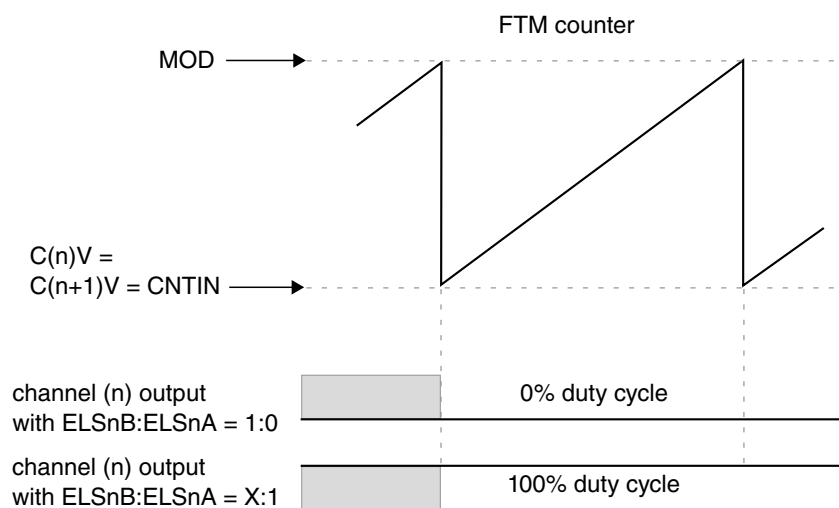 FTM counter
MOD
C(n)V =
C(n+1)V = CNTIN
channel (n) output
with ELSnB:ELSnA = 1:0
0% duty cycle
channel (n) output
with ELSnB:ELSnA = X:1
100% duty cycle